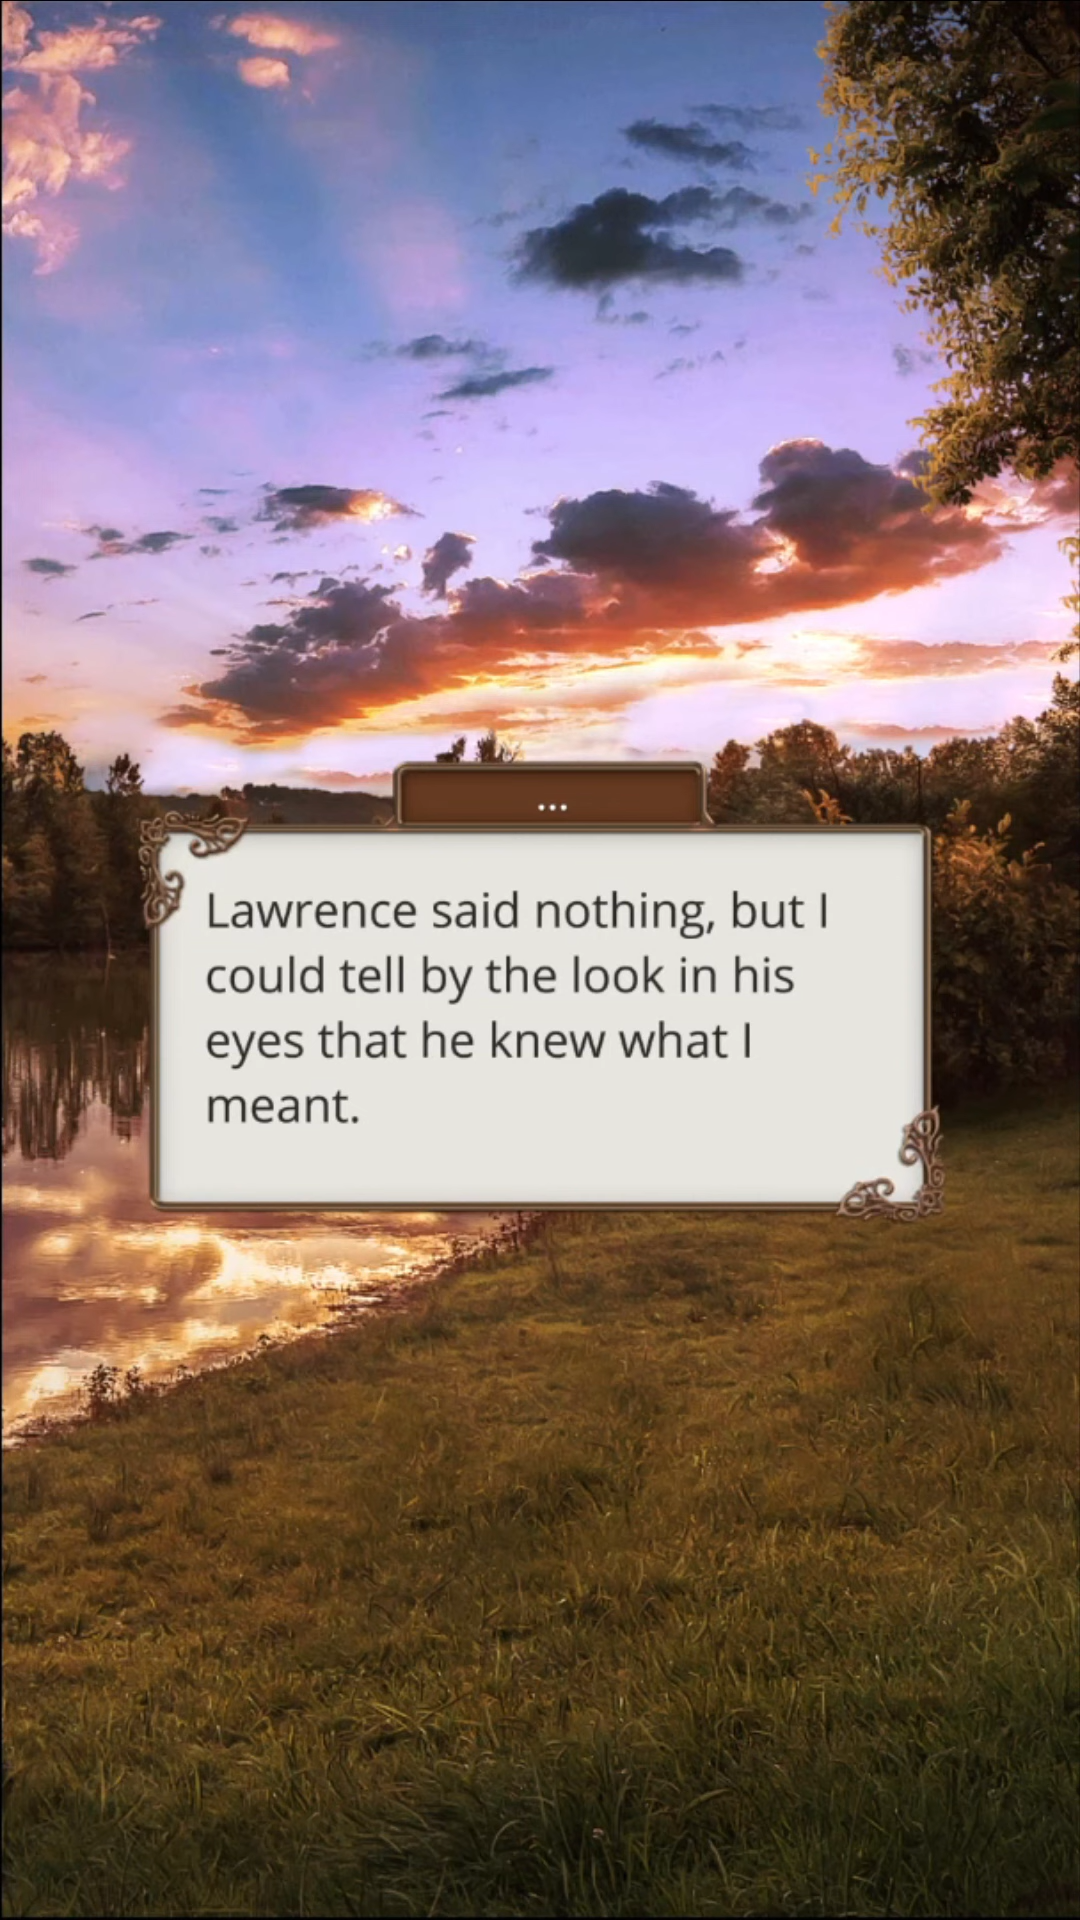 ...
Lawrence said nothing, but I
could tell by the look in his
eyes that he knew what I
meant.